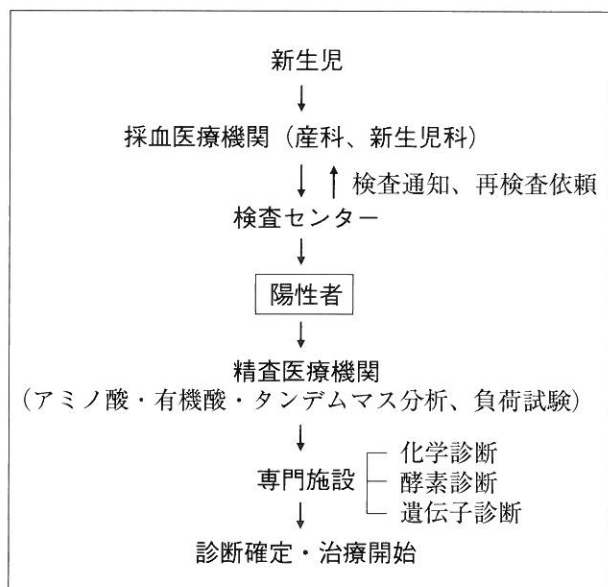 新生児
採血医療機関（産科、新生児科）
検査通知、再検査依頼
検査センター
陽性者
精査医療機関
（アミノ酸・有機酸・タンデムマス分析、負荷試験）
化学診断
専門施設
酵素診断
遺伝子診断
診断確定・治療開始